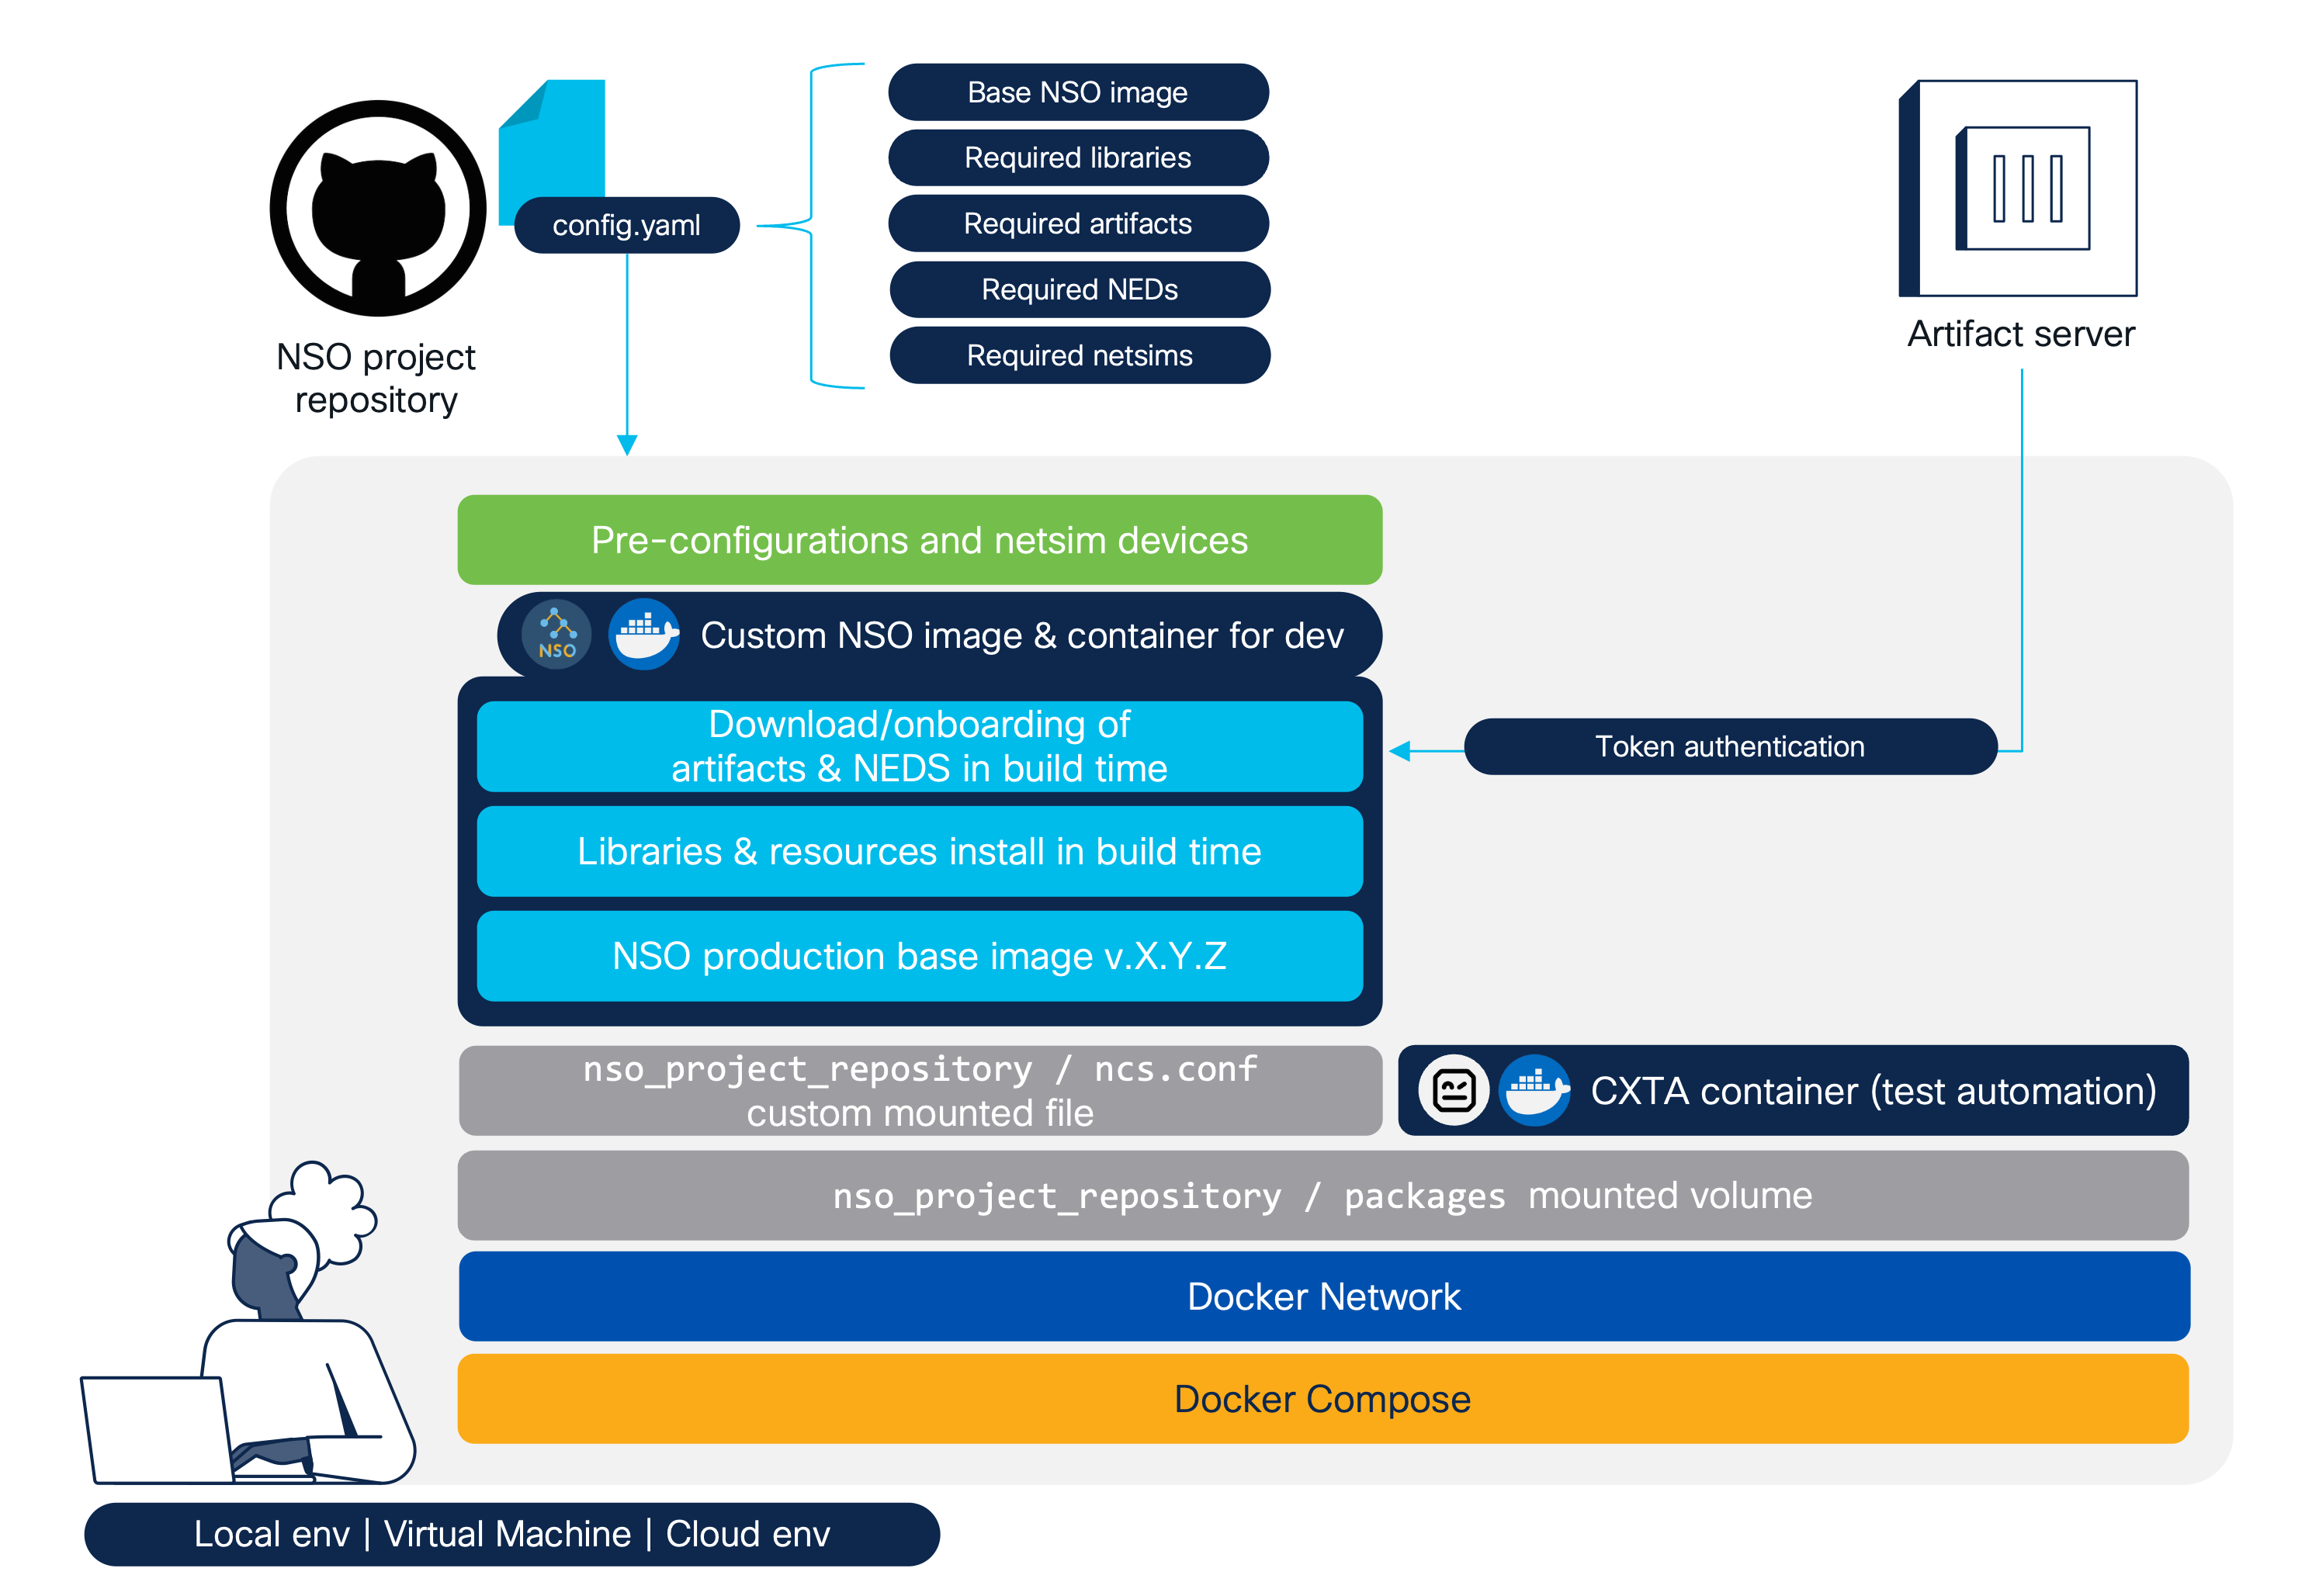 Base NSO image
Required libraries
Required artifacts
Required NEDs
Required netsims
config.yaml
NSO project
repository
Artifact server
Pre-configurations and netsim devices
NSO
Custom NSO image & container for dev
Download/onboarding of
artifacts & NEDS in build time
Token authentication
Libraries & resources install in build time
NSO production base image v.X.Y.Z
nso_project_repository / ncs.conf
custom mounted file
CXTA container (test automation)
nso_project_repository / packages mounted volume
Docker Network
Docker Compose
Local env | Virtual Machine | Cloud env